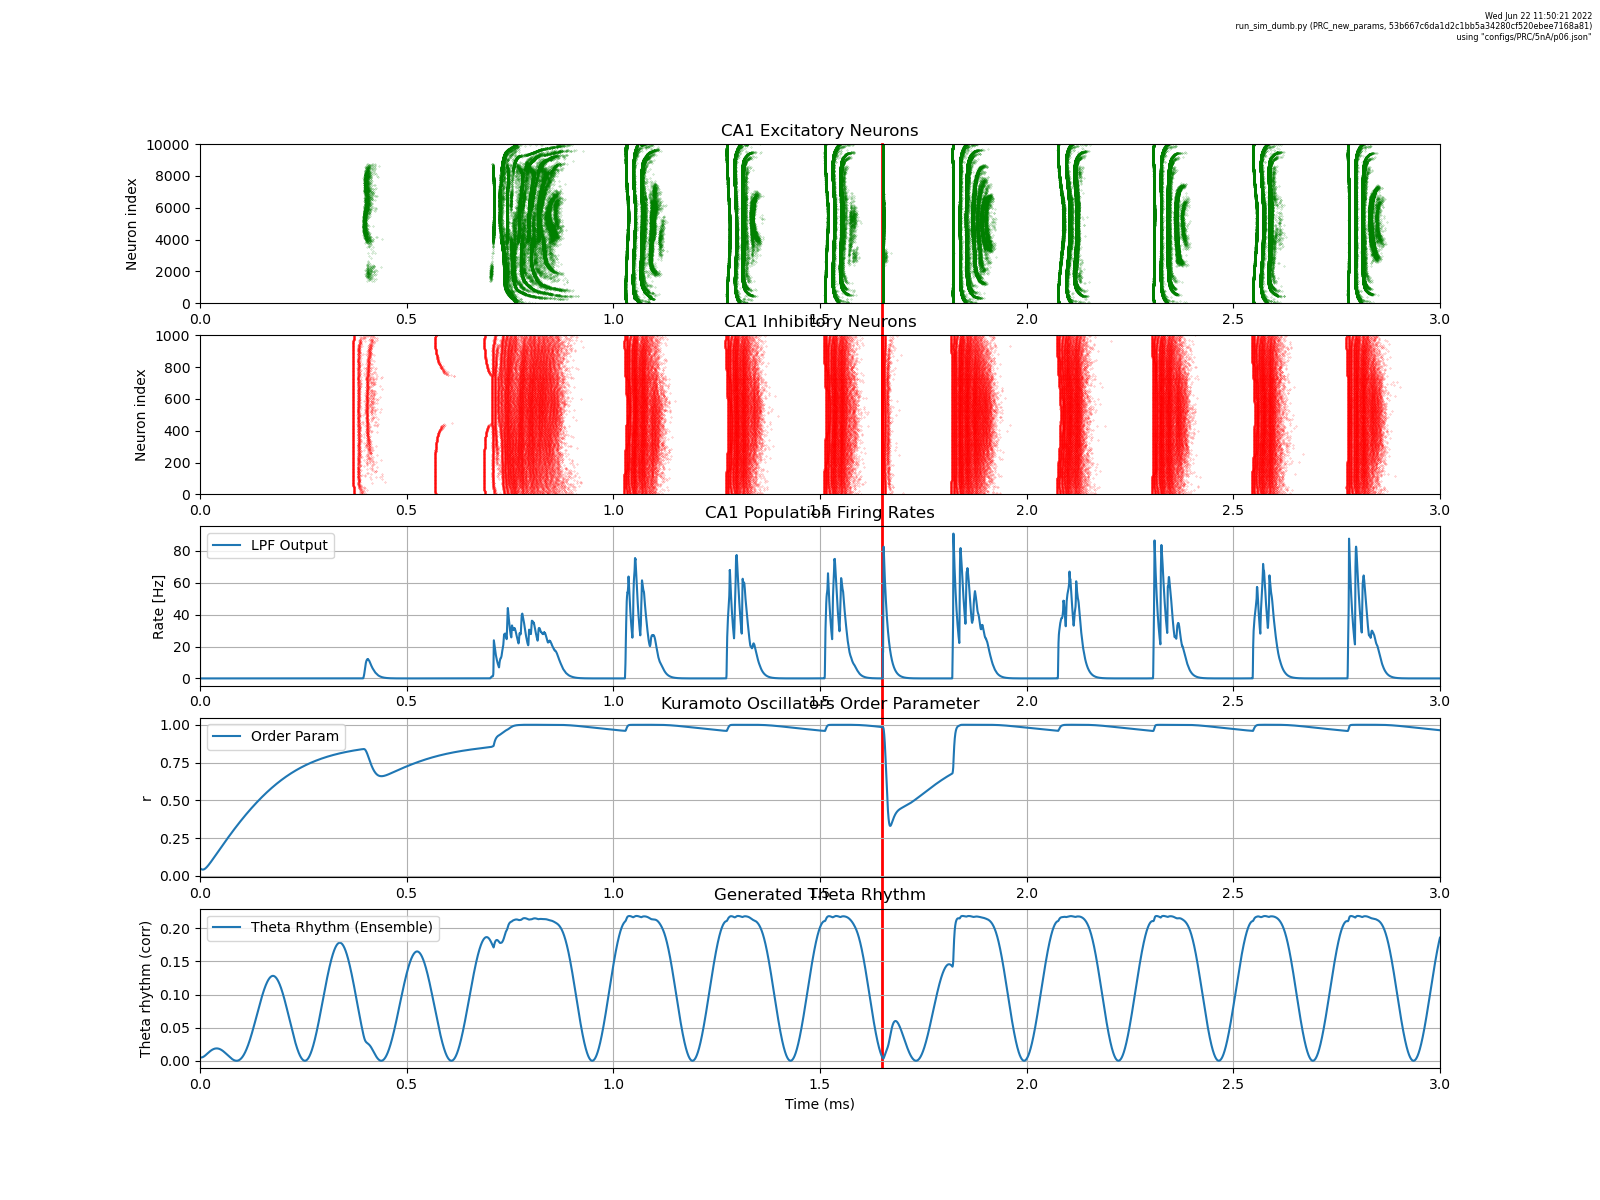 Wed Jun 22 11:50:21 2022
run_sim_dumb.py (PRC_new_params, 53b667c6da1d2c1bb5a34280cf520ebee7168a81)
using "configs/PRC/5nA/p06.json"
CA1 Excitatory Neurons
Neuron index
10000
8000
6000
4000
2000
0
0.0 0.5 1.0 1.5 2.0 2.5 3.0
CA1 Inhibitory Neurons
Neuron index
1000
800
600
400
200
0
0.0 0.5 1.0 1.5 2.0 2.5 3.0
CA1 Population Firing Rates
LPF Output
Rate [Hz]
80
60
40
20
0
0.0 0.5 1.0 1.5 2.0 2.5 3.0
Kuramoto Oscillators Order Parameter
Order Param
r
1.00
0.75
0.50
0.25
0.00
0.0 0.5 1.0 1.5 2.0 2.5 3.0
Generated Theta Rhythm
Theta Rhythm (Ensemble)
Theta rhythm (corr)
0.20
0.15
0.10
0.05
0.00
0.0 0.5 1.0 1.5 2.0 2.5 3.0
Time (ms)